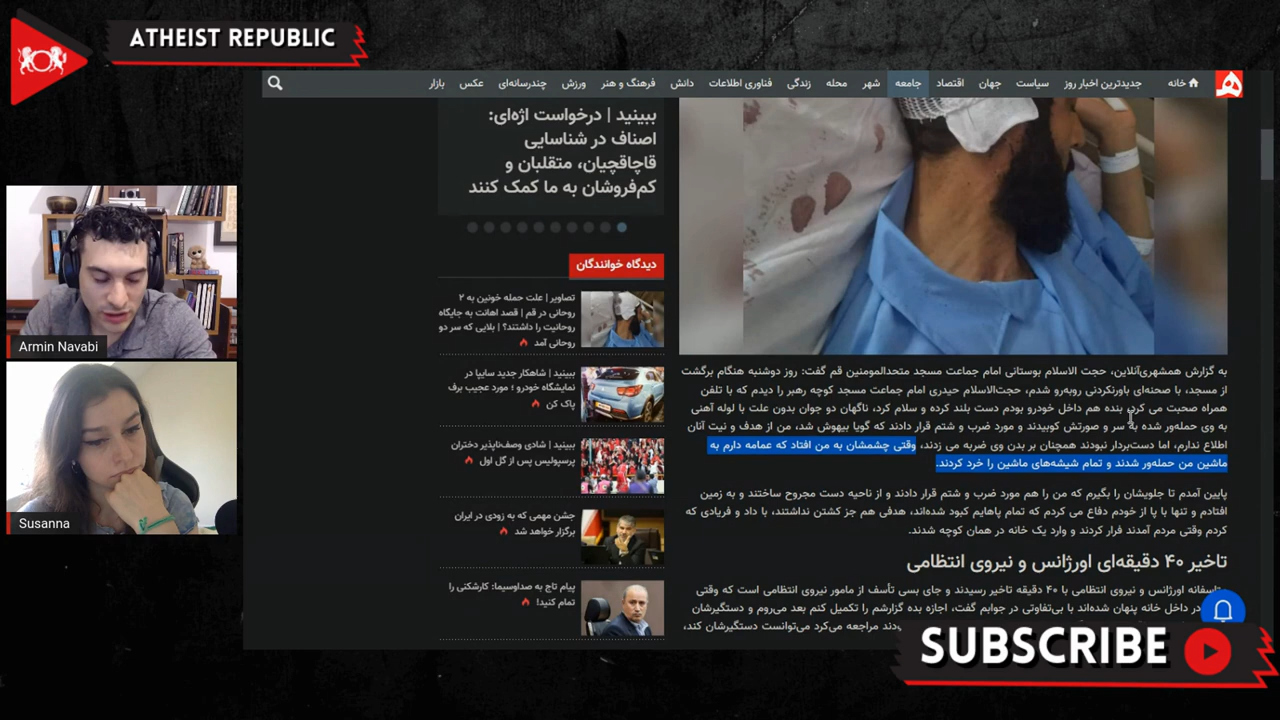 ATHEIST REPUBLIC
خانه
جدیدترین اخبار روز
سیاست
جهان
اقتصاد
جامعه
شهر
محله
زندگی
فناوری اطلاعات
دانش
فرهنگ و هنر
ورزش
چندرسانه‌ای
عکس
بازار
ببینید | درخواست اژه‌ای:
اصناف در شناسایی
قاچاقچیان، متقلبان و
کم‌فروشان به ما کمک کنند
دیدگاه خوانندگان
تصاویر | علت حمله خونین به ۲
روحانی در قم | قصد اهانت به جایگاه
روحانیت را داشتند؟ | بلایی که سر دو
روحانی آمد
ببینید | شاهکار جدید سایپا در
نمایشگاه خودرو ؛ مورد عجیب برف
پاک کن
ببینید | شادی وصف‌ناپذیر دختران
پرسپولیس پس از گل اول
جشن مهمی که به زودی در ایران
برگزار خواهد شد
پیام تاج به صداوسیما: کارشکنی را
تمام کنید!
به گزارش همشهری‌آنلاین، حجت الاسلام بوستانی امام جماعت مسجد متحدالمومنین قم گفت: روز دوشنبه هنگام برگشت
از مسجد، با صحنه‌ای باورنکردنی روبه‌رو شدم، حجت‌الاسلام حیدری امام جماعت مسجد کوچه رهبر را دیدم که با تلفن
همراه صحبت می کرد، بنده هم داخل خودرو بودم دست بلند کرده و سلام کرد، ناگهان دو جوان بدون علت با لوله آهنی
به وی حمله‌ور شده به سر و صورتش کوبیدند و مورد ضرب و شتم قرار دادند که گویا بیهوش شد، من از هدف و نیت آنان
اطلاع ندارم، اما دست‌بردار نبودند همچنان بر بدن وی ضربه می زدند، وقتی چشمشان به من افتاد که عمامه دارم به
ماشین من حمله‌ور شدند و تمام شیشه‌های ماشین را خرد کردند.
پایین آمدم تا جلویشان را بگیرم که من را هم مورد ضرب و شتم قرار دادند و از ناحیه دست مجروح ساختند و به زمین
افتادم و تنها با پا از خودم دفاع می کردم که تمام پاهایم کبود شده‌اند، هدفی هم جز کشتن نداشتند، با داد و فریادی که
کردم وقتی مردم آمدند فرار کردند و وارد یک خانه در همان کوچه شدند.
تاخیر ۴۰ دقیقه‌ای اورژانس و نیروی انتظامی
متاسفانه اورژانس و نیروی انتظامی با ۴۰ دقیقه تاخیر رسیدند و جای بسی تأسف از مامور نیروی انتظامی است که وقتی
در داخل خانه پنهان شده‌اند با بی‌تفاوتی در جوابم گفت، اجازه بده گزارشم را تکمیل کنم بعد می‌روم و دستگیرشان
مراجعه می‌کرد می‌توانست دستگیرشان کند،
Armin Navabi
Susanna
SUBSCRIBE